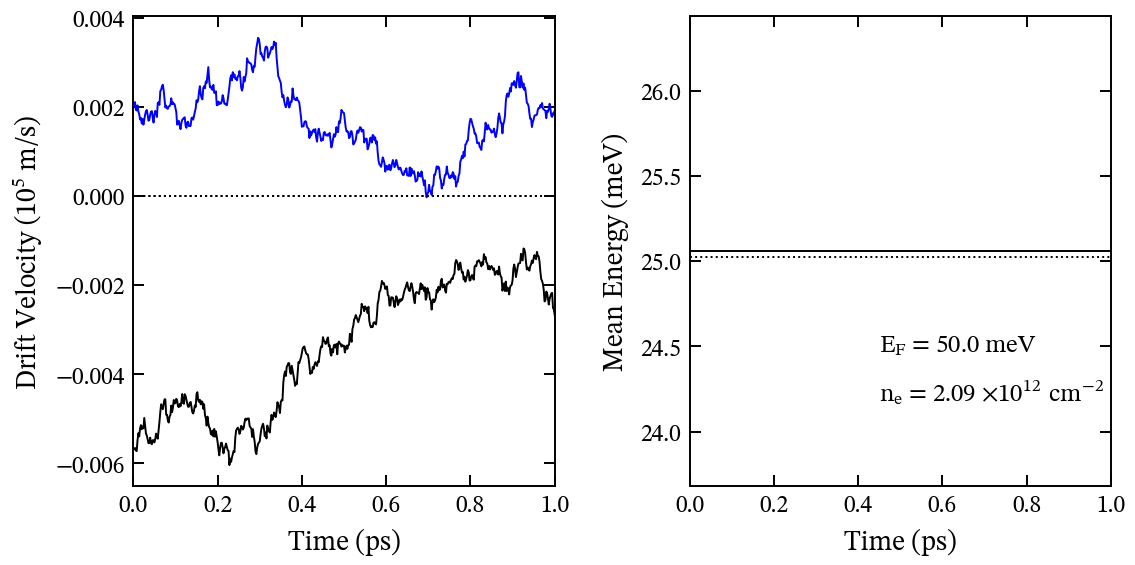 0.004
0.002
0.000
−0.002
−0.004
−0.006
Drift Velocity (10⁵ m/s)
0.0 0.2 0.4 0.6 0.8 1.0
Time (ps)
26.0
25.5
25.0
24.5
24.0
Mean Energy (meV)
E_F = 50.0 meV
n_e = 2.09 ×10¹² cm⁻²
0.0 0.2 0.4 0.6 0.8 1.0
Time (ps)